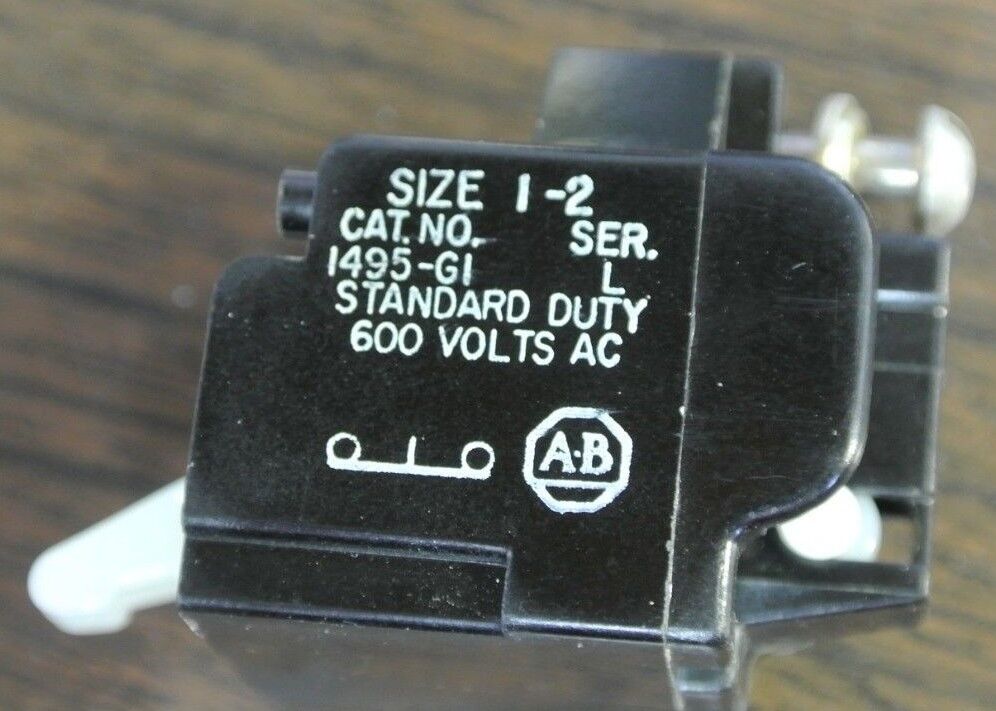 SIZE 1-2
CAT. NO. SER.
1495-G1 L
STANDARD DUTY
600 VOLTS AC
A-B